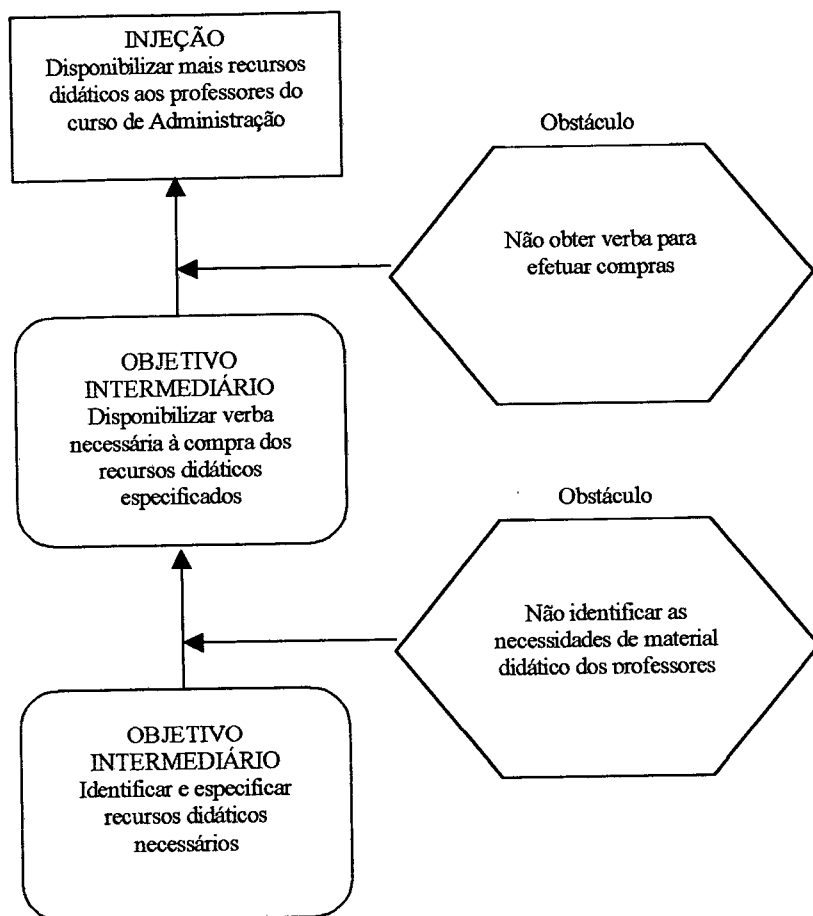 INJEÇÃO
Disponibilizar mais recursos
didáticos aos professores do
curso de Administração
Obstáculo
Não obter verba para
efetuar compras
OBJETIVO
INTERMEDIÁRIO
Disponibilizar verba
necessária à compra dos
recursos didáticos
especificados
Obstáculo
Não identificar as
necessidades de material
didático dos professores
OBJETIVO
INTERMEDIÁRIO
Identificar e especificar
recursos didáticos
necessários